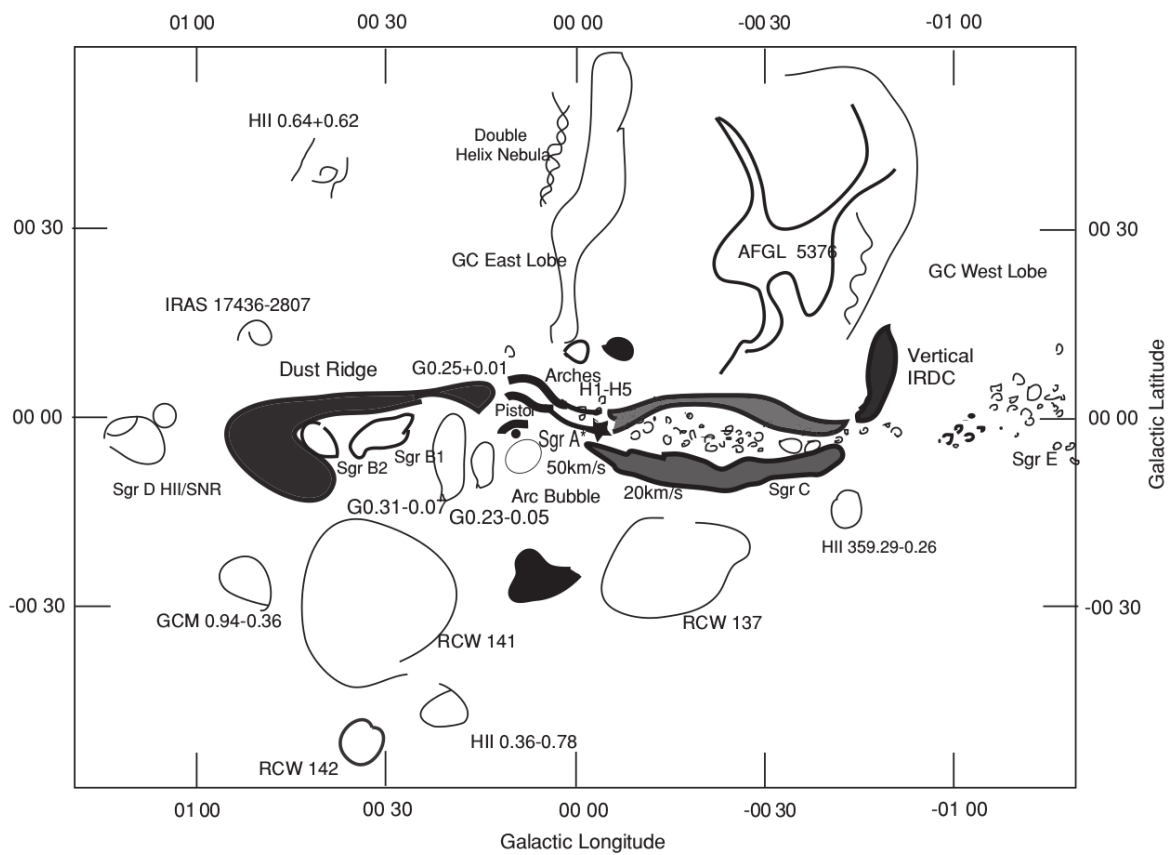 01 00
00 30
00 00
-00 30
-01 00
HII 0.64+0.62
Double
Helix Nebula
00 30
00 30
AFGL 5376
GC East Lobe
GC West Lobe
IRAS 17436-2807
Dust Ridge
G0.25+0.01
Arches
H1-H5
Vertical
IRDC
Galactic Latitude
00 00
00 00
Pistol
Sgr A*
Sgr B2
Sgr B1
50km/s
Sgr E
Sgr D HII/SNR
Arc Bubble
20km/s
Sgr C
G0.31-0.07
G0.23-0.05
HII 359.29-0.26
-00 30
-00 30
GCM 0.94-0.36
RCW 137
RCW 141
HII 0.36-0.78
RCW 142
01 00
00 30
00 00
-00 30
-01 00
Galactic Longitude